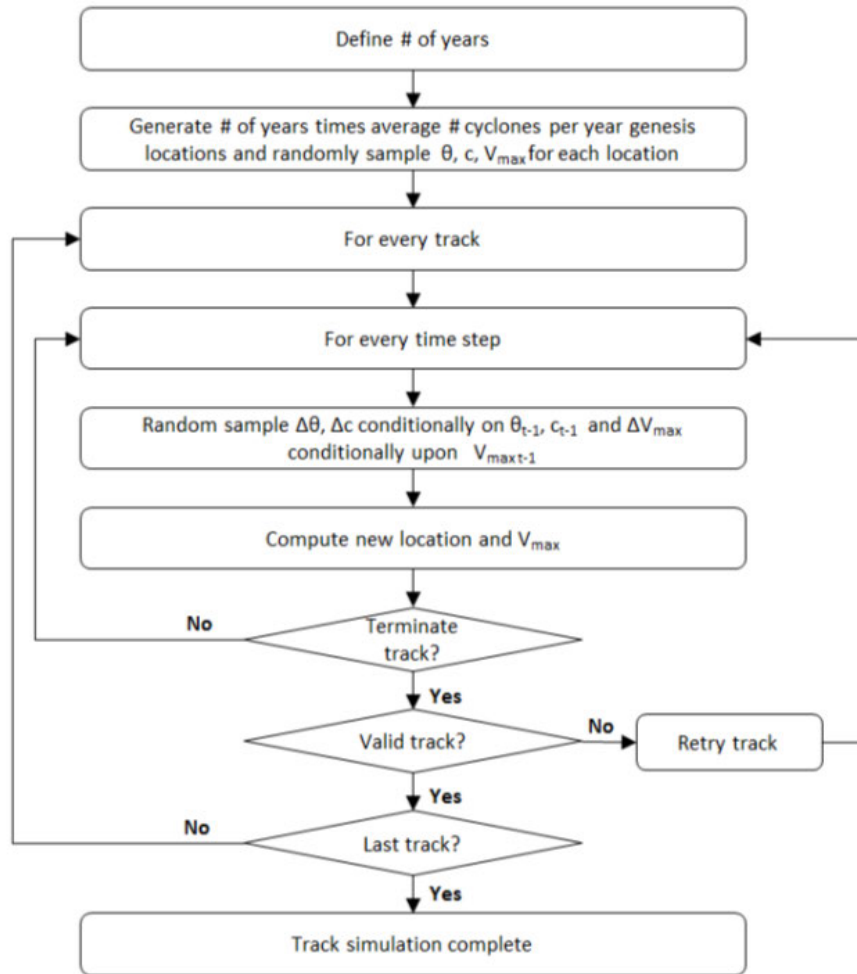 Define # of years
Generate # of years times average # cyclones per year genesis
locations and randomly sample θ, c, Vmax for each location
For every track
For every time step
Random sample Δθ, Δc conditionally on θt-1, ct-1 and ΔVmax
conditionally upon Vmaxt-1
Compute new location and Vmax
No
Terminate
track?
Yes
Valid track?
No
Retry track
Yes
No
Last track?
Yes
Track simulation complete